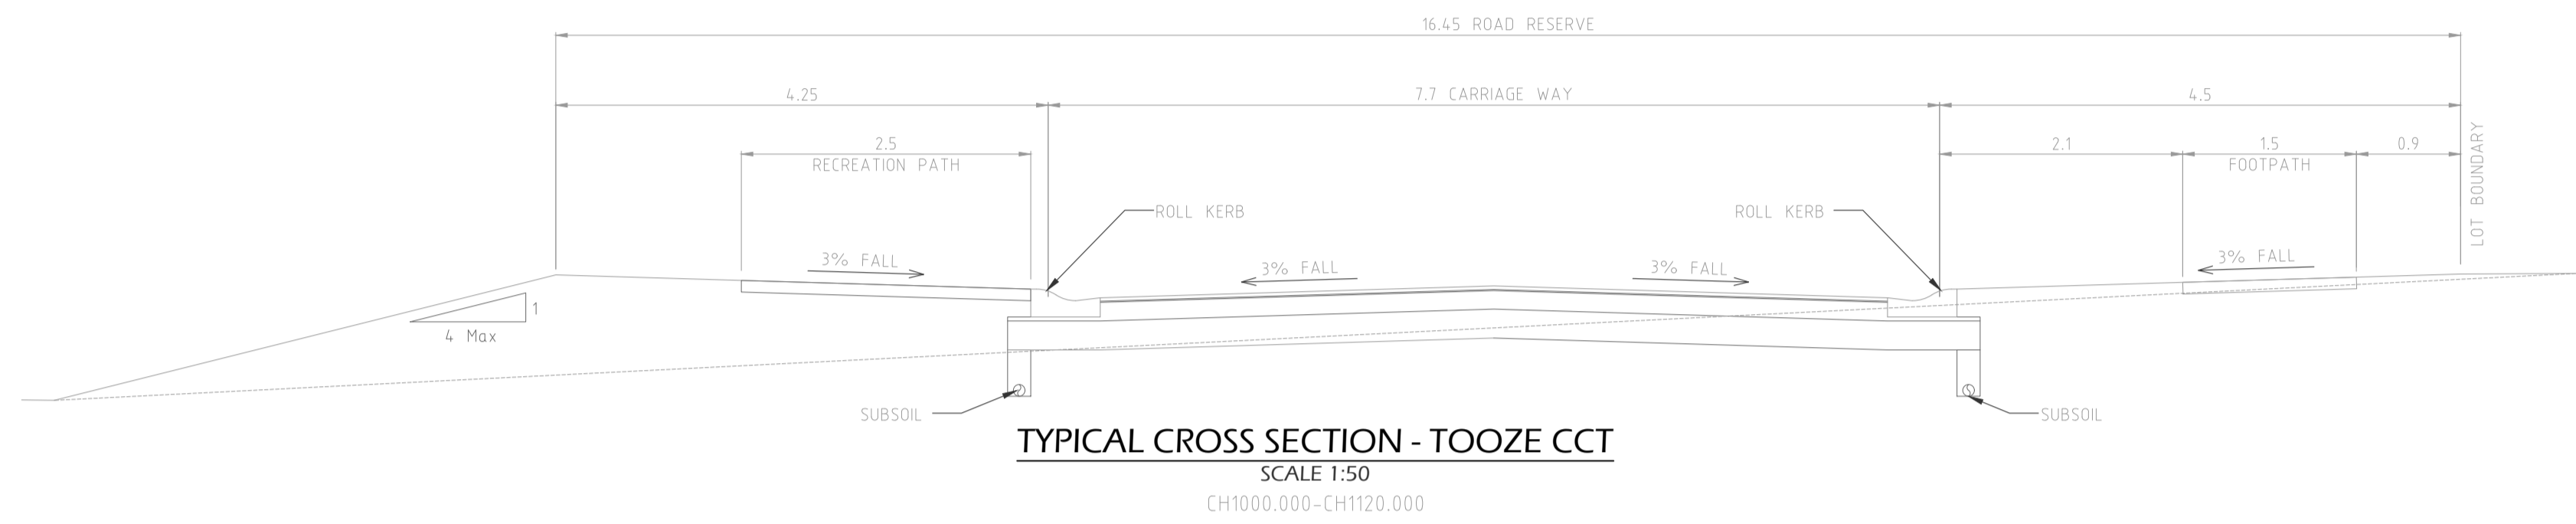 16.45 ROAD RESERVE
4.25
7.7 CARRIAGE WAY
4.5
2.5
RECREATION PATH
2.1
1.5
FOOTPATH
0.9
LOT BOUNDARY
ROLL KERB
ROLL KERB
3% FALL
3% FALL
3% FALL
3% FALL
1
4 Max
SUBSOIL
SUBSOIL
TYPICAL CROSS SECTION - TOOZE CCT
SCALE 1:50
CH1000.000-CH1120.000